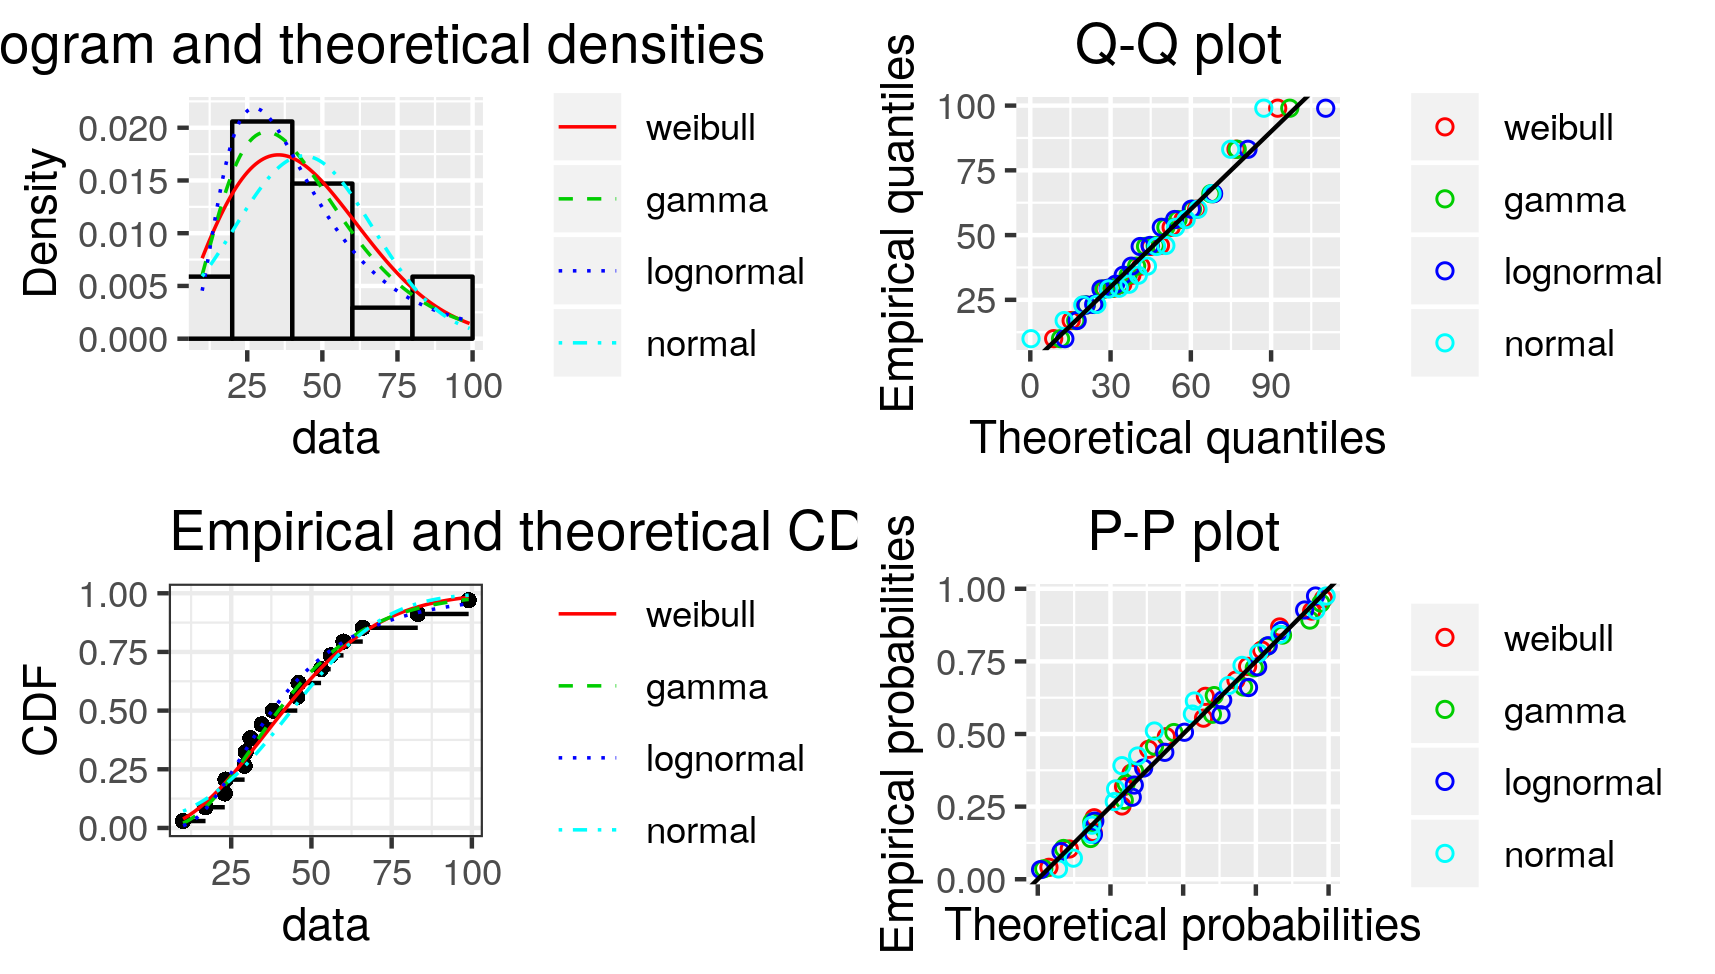 ogram and theoretical densities
Density
0.020
0.015
0.010
0.005
0.000
25 50 75 100
data
weibull
gamma
lognormal
normal
Q-Q plot
Empirical quantiles
100
75
50
25
0 30 60 90
Theoretical quantiles
weibull
gamma
lognormal
normal
Empirical and theoretical CD
CDF
1.00
0.75
0.50
0.25
0.00
25 50 75 100
data
weibull
gamma
lognormal
normal
P-P plot
Empirical probabilities
1.00
0.75
0.50
0.25
0.00
Theoretical probabilities
weibull
gamma
lognormal
normal